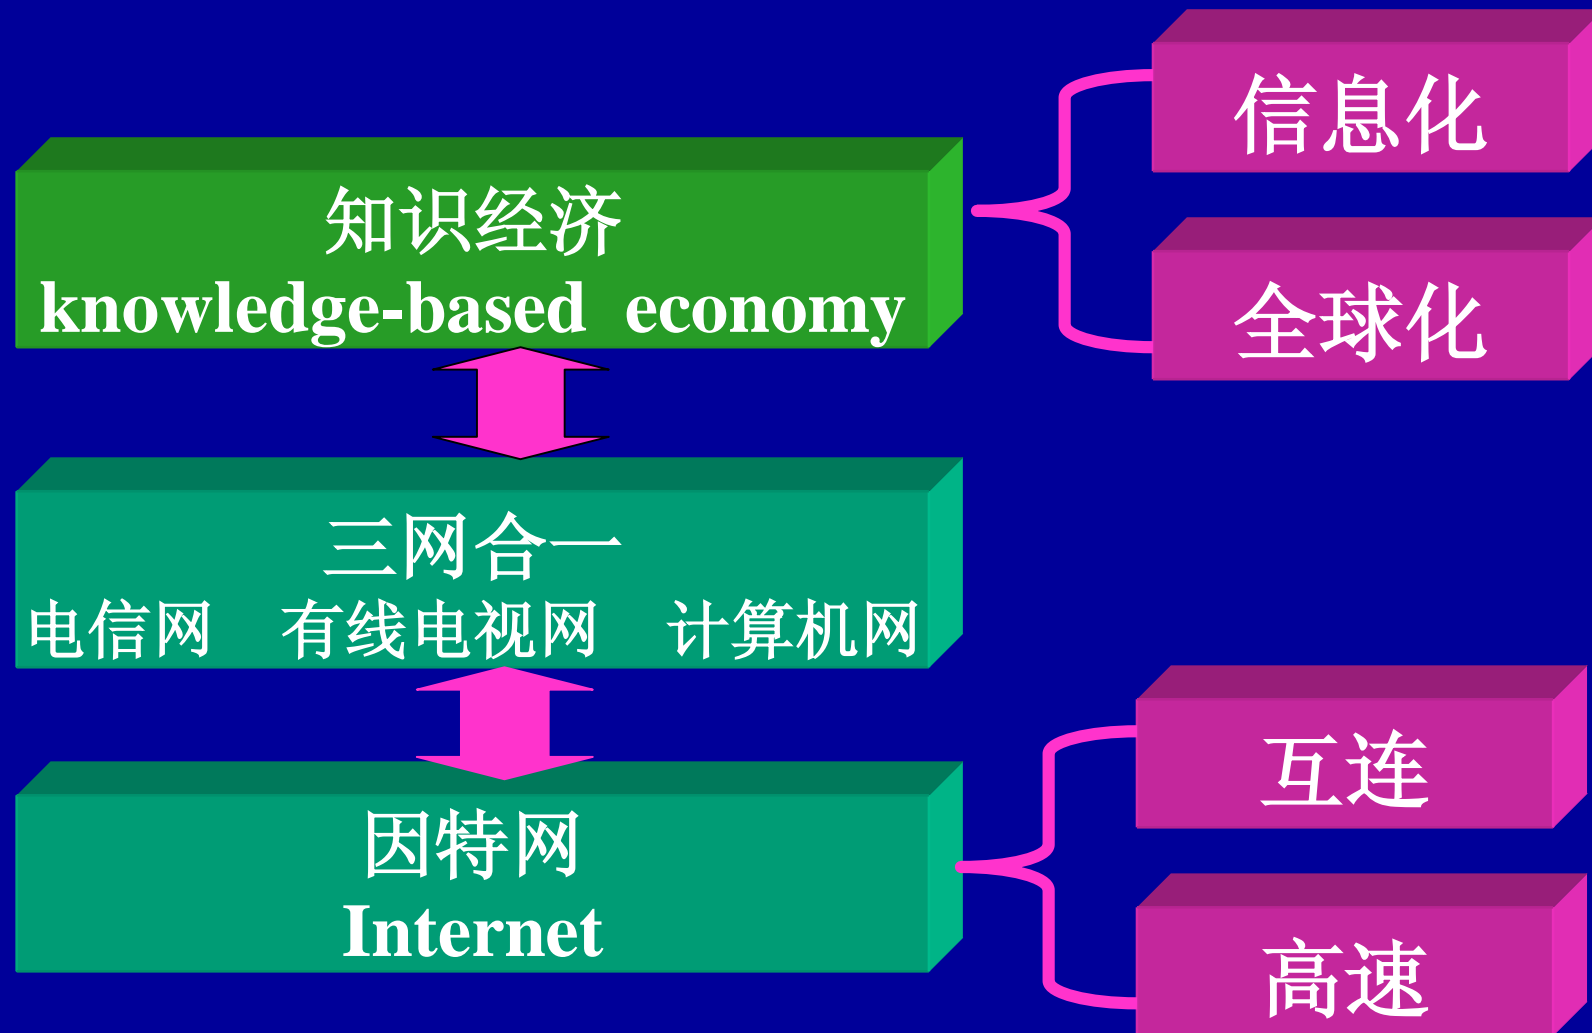 信息化
知识经济
knowledge-based economy
全球化
三网合一
电信网 有线电视网 计算机网
互连
因特网
Internet
高速